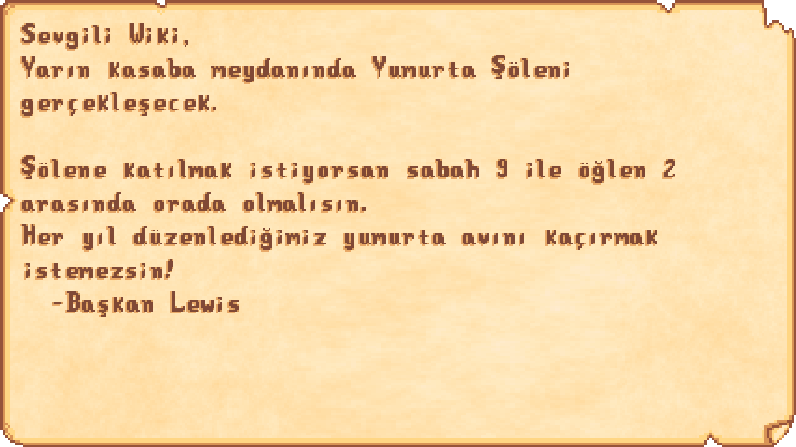 Sevgili Wiki,
Yarın kasaba meydanında Yumurta Şöleni
gerçekleşecek.
Şölene katılmak istiyorsan sabah 9 ile öğlen 2
arasında orada olmalısın.
Her yıl düzenlediğimiz yumurta avını kaçırmak
istemezsin!
-Başkan Lewis